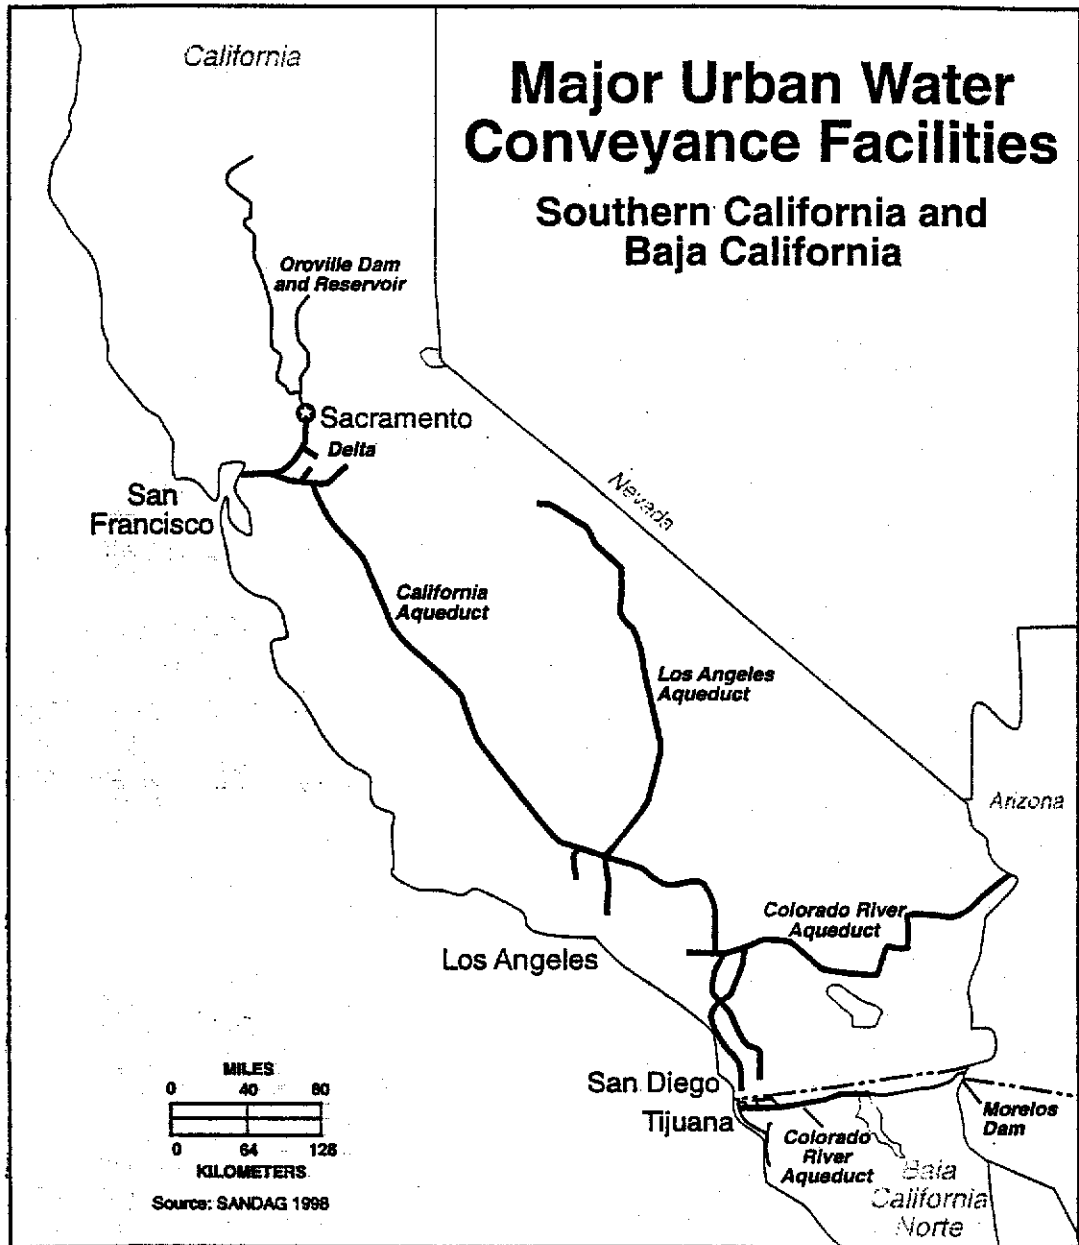 California
Major Urban Water
Conveyance Facilities
Southern California and
Baja California
Oroville Dam
and Reservoir
Sacramento
Delta
San
Francisco
Nevada
California
Aqueduct
Los Angeles
Aqueduct
Arizona
Colorado River
Aqueduct
Los Angeles
San Diego
Tijuana
Morelos
Dam
Colorado
River
Aqueduct
Baja
California
Norte
MILES
0 40 80
0 64 128
KILOMETERS
Source: SANDAG 1998